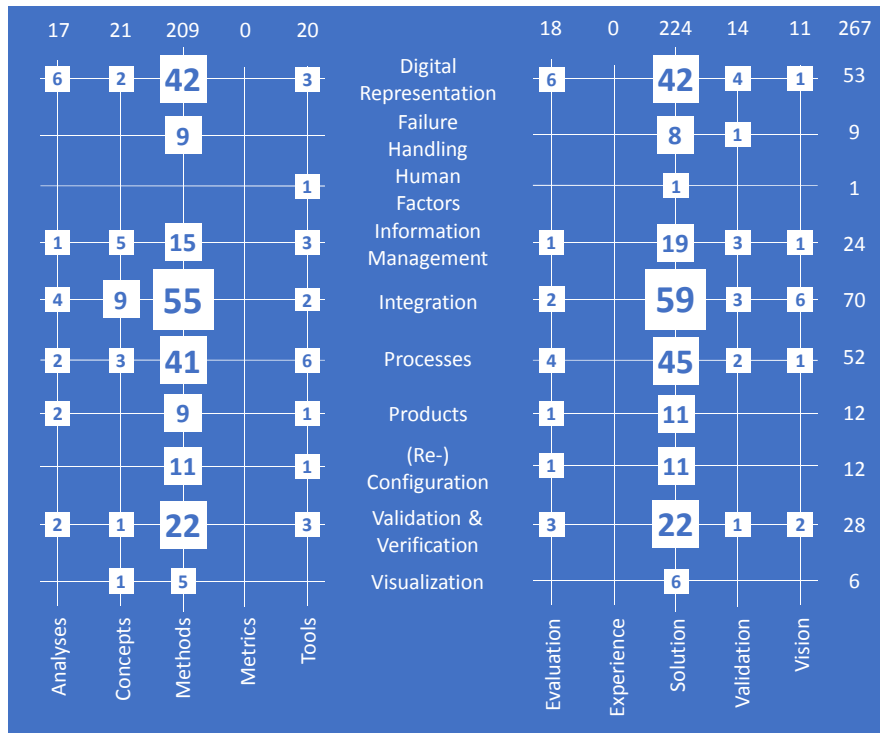 17 21 209 0 20 18 0 224 14 11 267
Digital
Representation
6 2 42 3 6 42 4 1 53
Failure
Handling
9 8 1 9
Human
Factors
1 1 1
Information
Management
1 5 15 3 1 19 3 1 24
4 9 55 2 Integration 2 59 3 6 70
2 3 41 6 Processes 4 45 2 1 52
2 9 1 Products 1 11 12
(Re-)
Configuration
11 1 1 11 12
Validation &
Verification
2 1 22 3 3 22 1 2 28
1 5 Visualization 6 6
Analyses
Concepts
Methods
Metrics
Tools
Evaluation
Experience
Solution
Validation
Vision